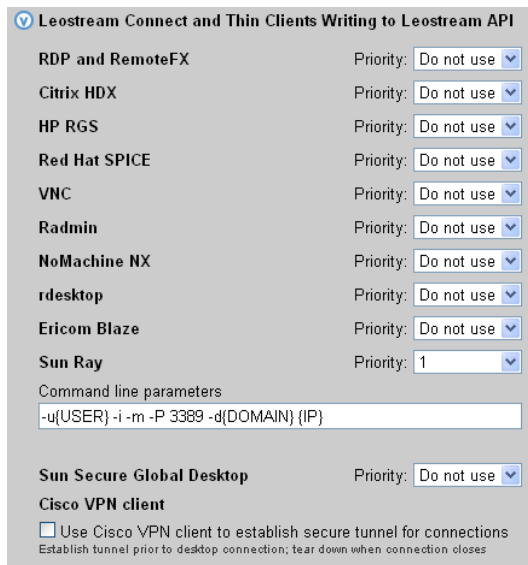 Leostream Connect and Thin Clients Writing to Leostream API
RDP and RemoteFX Priority: Do not use
Citrix HDX Priority: Do not use
HP RGS Priority: Do not use
Red Hat SPICE Priority: Do not use
VNC Priority: Do not use
Radmin Priority: Do not use
NoMachine NX Priority: Do not use
rdesktop Priority: Do not use
Ericom Blaze Priority: Do not use
Sun Ray Priority: 1
Command line parameters
-u{USER} -i -m -P 3389 -d{DOMAIN} {IP}
Sun Secure Global Desktop Priority: Do not use
Cisco VPN client
Use Cisco VPN client to establish secure tunnel for connections
Establish tunnel prior to desktop connection; tear down when connection closes